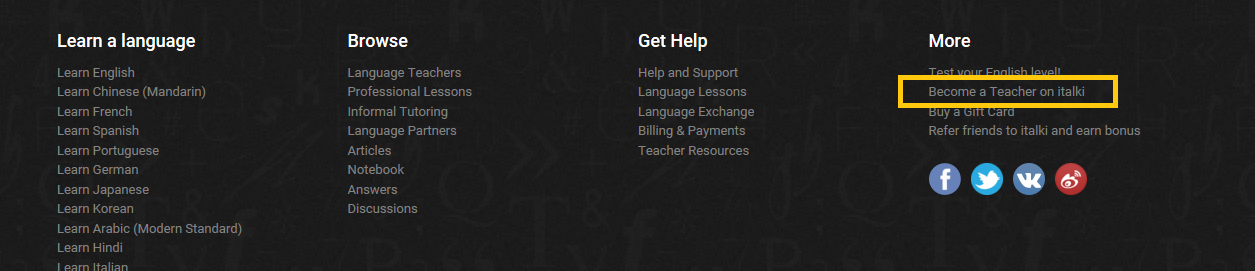 Learn a language
Learn English
Learn Chinese (Mandarin)
Learn French
Learn Spanish
Learn Portuguese
Learn German
Learn Japanese
Learn Korean
Learn Arabic (Modern Standard)
Learn Hindi
Learn Italian
Browse
Language Teachers
Professional Lessons
Informal Tutoring
Language Partners
Articles
Notebook
Answers
Discussions
Get Help
Help and Support
Language Lessons
Language Exchange
Billing & Payments
Teacher Resources
More
Test your English level!
Become a Teacher on italki
Buy a Gift Card
Refer friends to italki and earn bonus